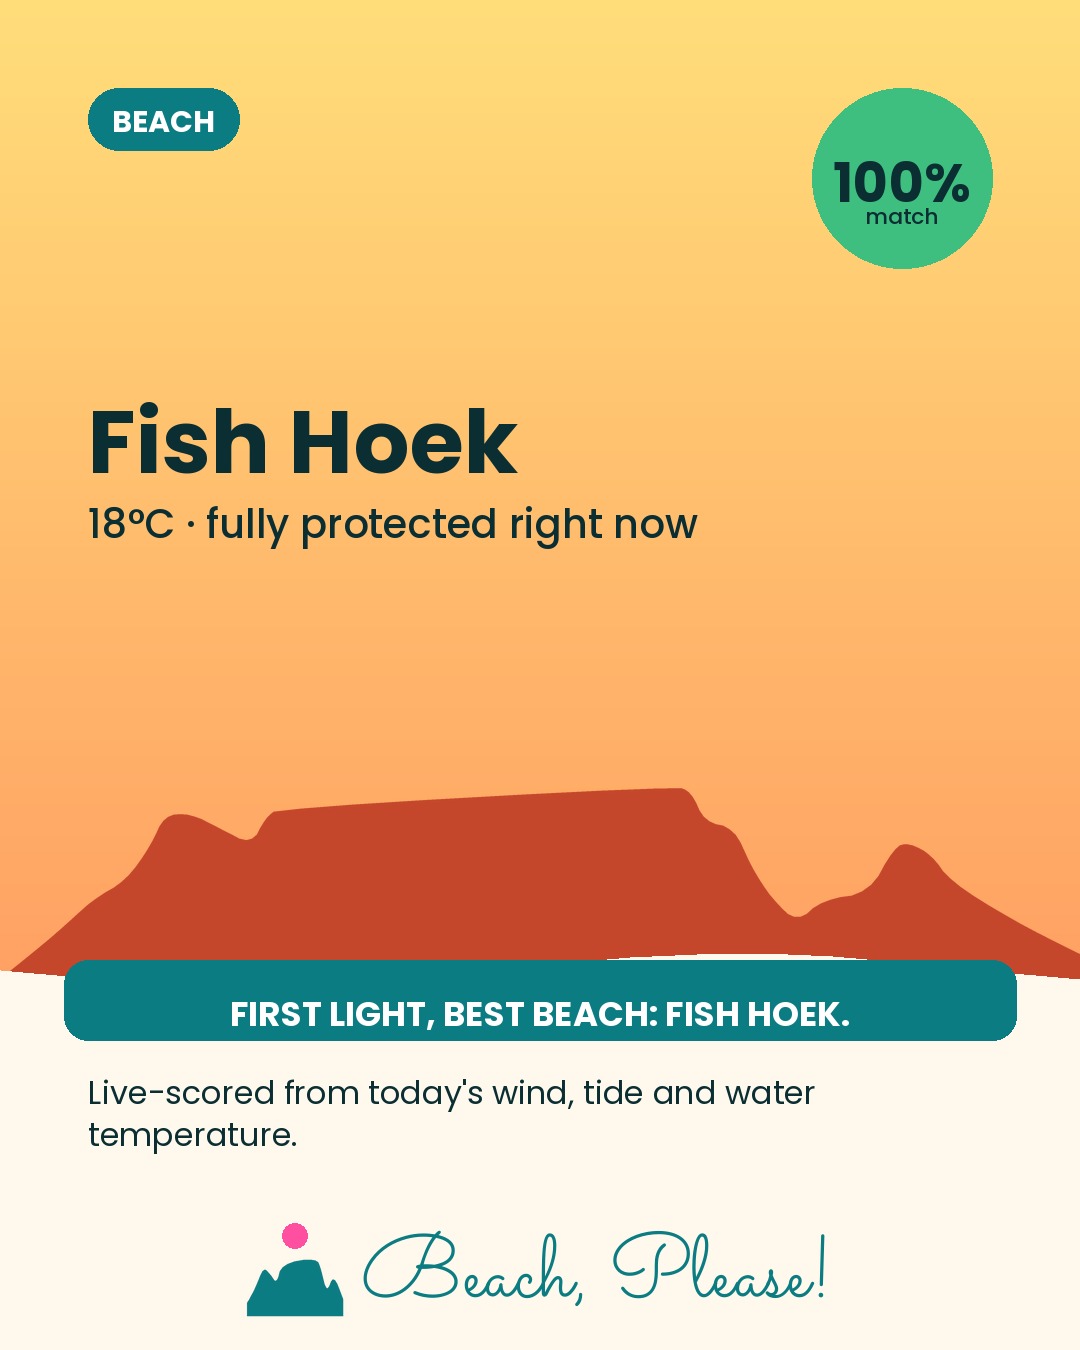 BEACH
100%
match
Fish Hoek
18°C · fully protected right now
FIRST LIGHT, BEST BEACH: FISH HOEK.
Live-scored from today's wind, tide and water
temperature.
Beach, Please!